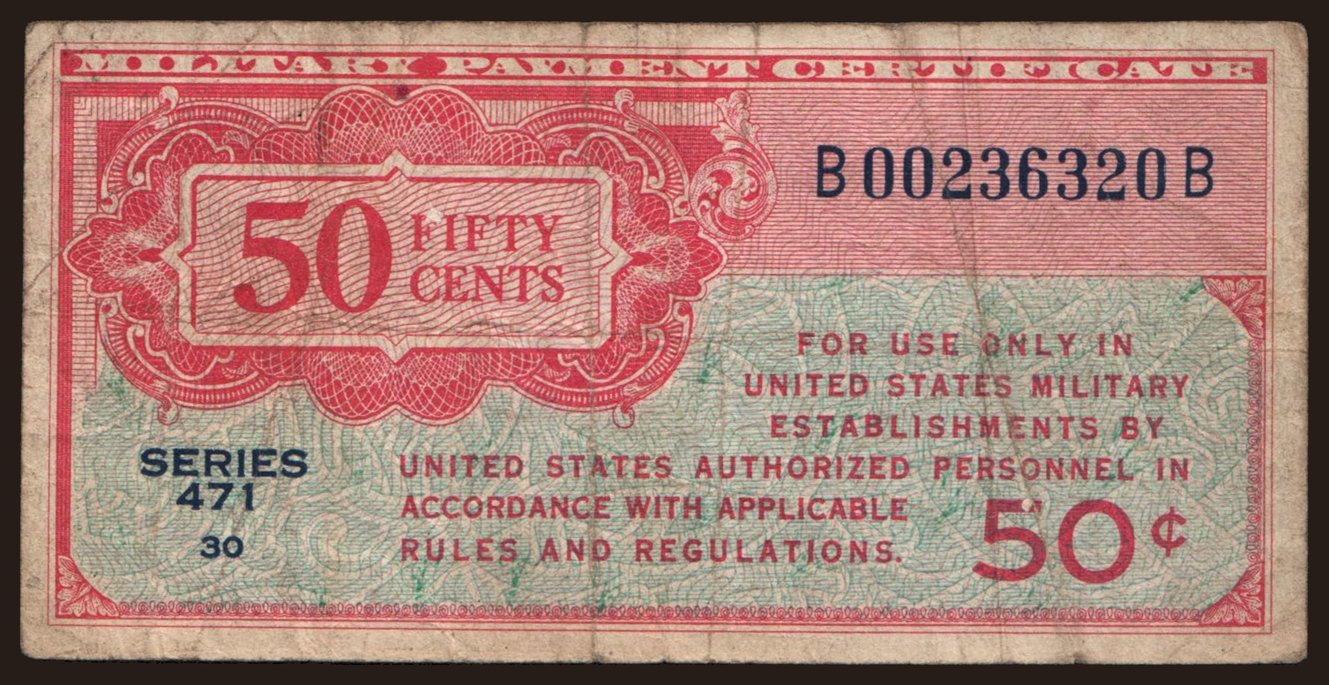 MILITARY PAYMENT CERTIFICATE
B00236320B
50 FIFTY
CENTS
FOR USE ONLY IN
UNITED STATES MILITARY
ESTABLISHMENTS BY
UNITED STATES AUTHORIZED PERSONNEL IN
ACCORDANCE WITH APPLICABLE
RULES AND REGULATIONS.
SERIES
471
30
50¢